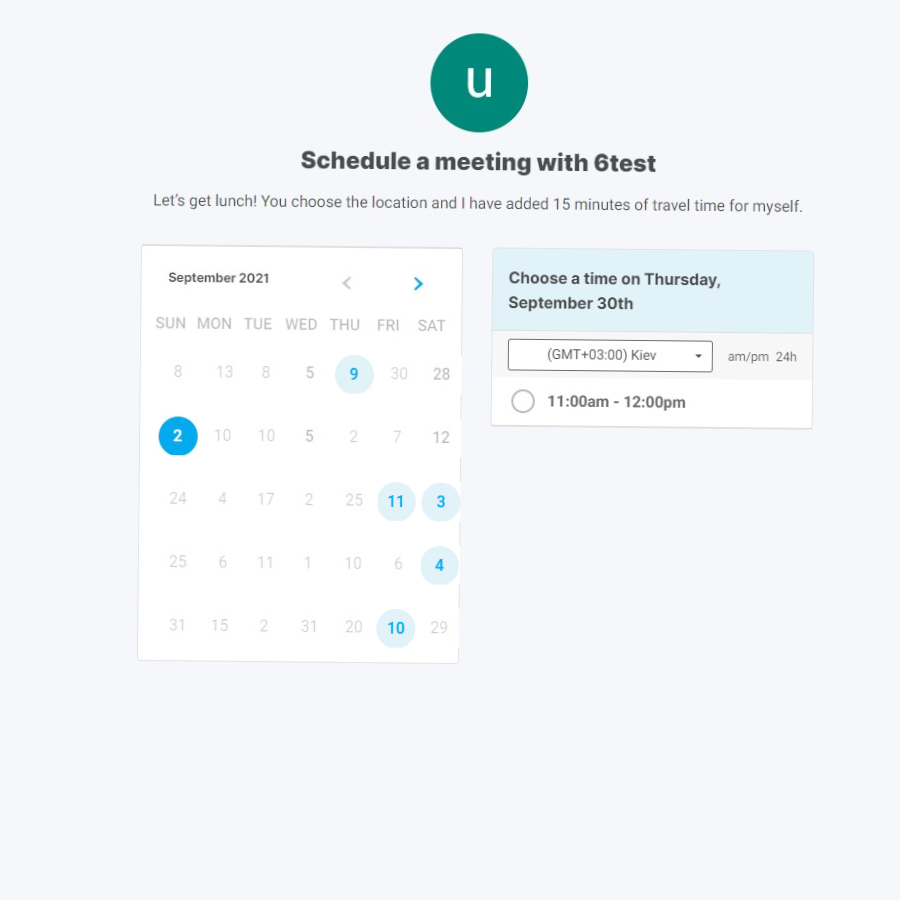 u
Schedule a meeting with 6test
Let's get lunch! You choose the location and I have added 15 minutes of travel time for myself.
September 2021
SUN MON TUE WED THU FRI SAT
8 13 8 5 9 30 28
2 10 10 5 2 7 12
24 4 17 2 25 11 3
25 6 11 1 10 6 4
31 15 2 31 20 10 29
Choose a time on Thursday,
September 30th
(GMT+03:00) Kiev am/pm 24h
11:00am - 12:00pm